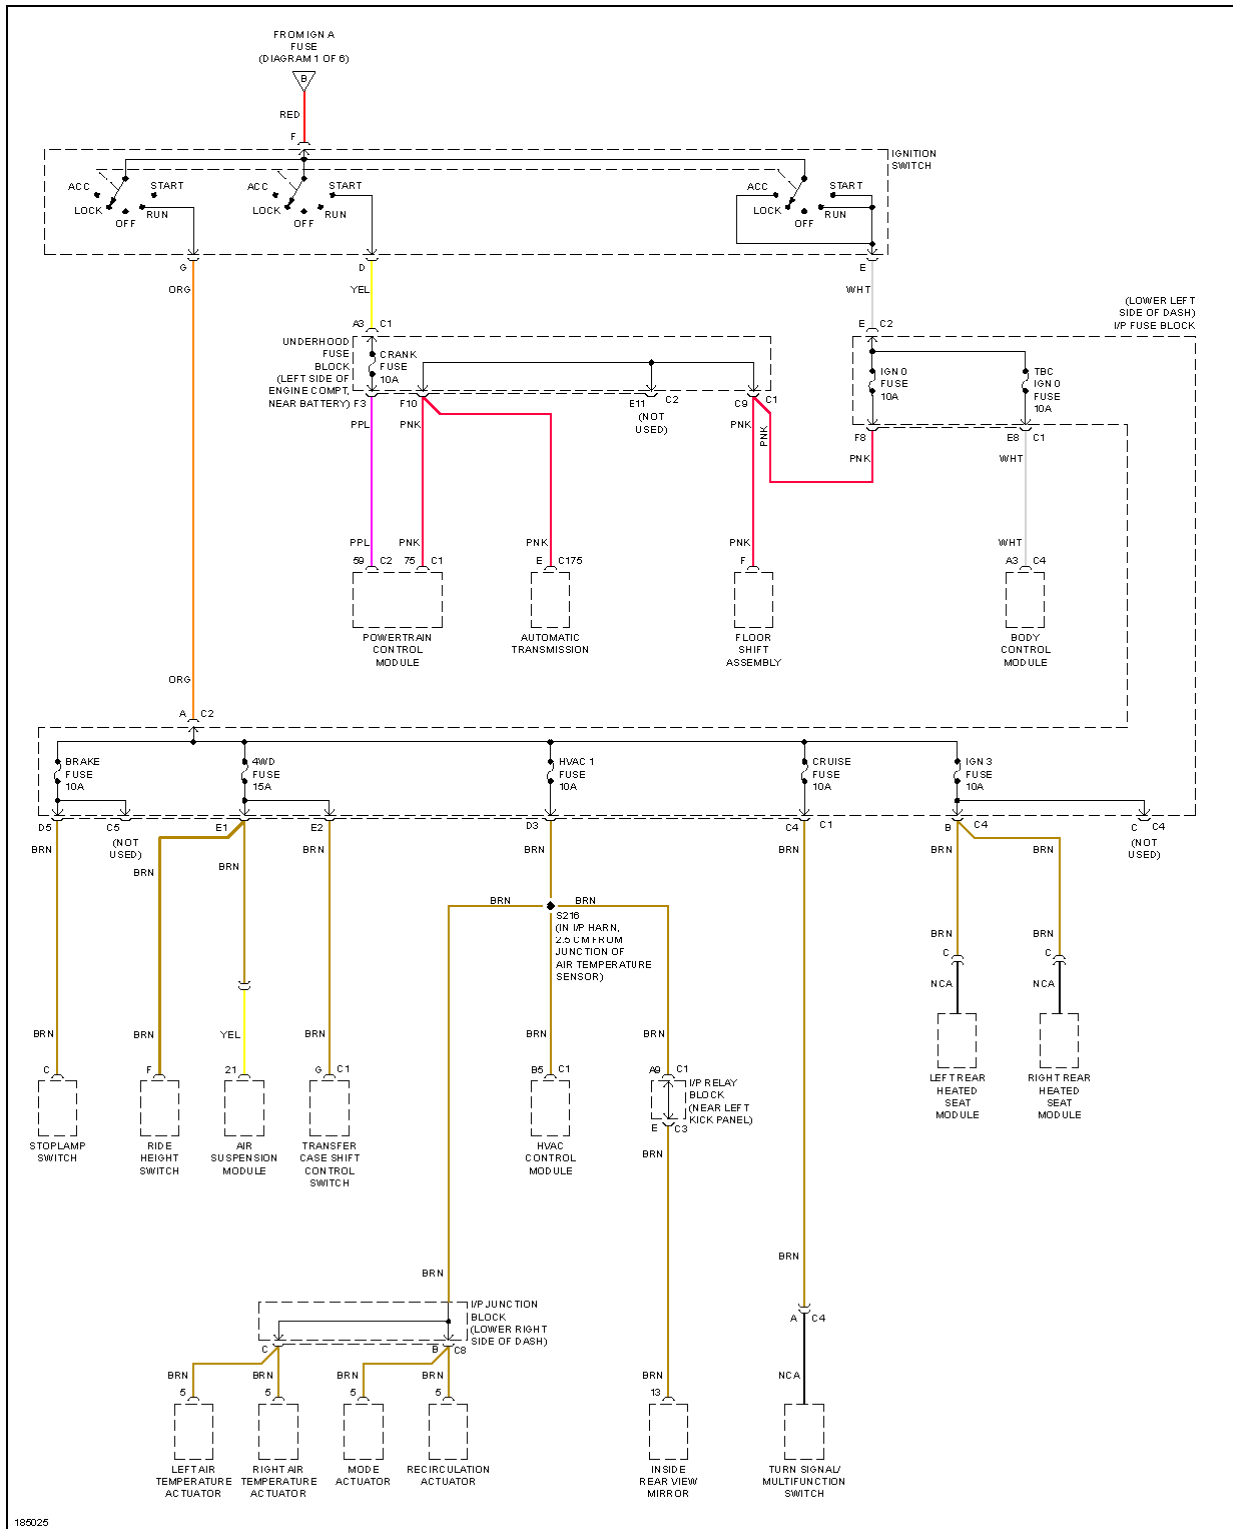 FROM IGN A
FUSE
(DIAGRAM 1 OF 6)
B
RED
F
IGNITION
SWITCH
ACC
START
LOCK
RUN
OFF
ACC
START
LOCK
RUN
OFF
ACC
START
LOCK
RUN
OFF
G
D
E
ORG
YEL
WHT
(LOWER LEFT
SIDE OF DASH)
I/P FUSE BLOCK
A3
C1
E
C2
UNDERHOOD
FUSE
BLOCK
(LEFT SIDE OF
ENGINE COMPT,
NEAR BATTERY)
CRANK
FUSE
10A
IGN 0
FUSE
10A
TBC
IGN 0
FUSE
10A
F3
F10
E11
C2
(NOT
USED)
C9
C1
F8
E8
C1
PPL
PNK
PNK
PNK
PNK
WHT
PPL
PNK
PNK
PNK
WHT
59
C2
75
C1
E
C175
F
A3
C4
POWERTRAIN
CONTROL
MODULE
AUTOMATIC
TRANSMISSION
FLOOR
SHIFT
ASSEMBLY
BODY
CONTROL
MODULE
ORG
A
C2
BRAKE
FUSE
10A
4WD
FUSE
15A
HVAC 1
FUSE
10A
CRUISE
FUSE
10A
IGN 3
FUSE
10A
D5
C5
(NOT
USED)
E1
E2
D3
C4
C1
B
C4
C
C4
(NOT
USED)
BRN
BRN
BRN
BRN
BRN
BRN
BRN
BRN
BRN
BRN
S216
(IN I/P HARN,
2.5 CM FROM
JUNCTION OF
AIR TEMPERATURE
SENSOR)
BRN
BRN
C
C
NCA
NCA
BRN
BRN
YEL
BRN
BRN
BRN
C
F
21
G
C1
B5
C1
A9
C1
I/P RELAY
BLOCK
(NEAR LEFT
KICK PANEL)
E
C3
LEFT REAR
HEATED
SEAT
MODULE
RIGHT REAR
HEATED
SEAT
MODULE
STOPLAMP
SWITCH
RIDE
HEIGHT
SWITCH
AIR
SUSPENSION
MODULE
TRANSFER
CASE SHIFT
CONTROL
SWITCH
HVAC
CONTROL
MODULE
BRN
BRN
BRN
I/P JUNCTION
BLOCK
(LOWER RIGHT
SIDE OF DASH)
A
C4
C
B
C8
BRN
BRN
BRN
BRN
BRN
NCA
5
5
5
5
13
LEFT AIR
TEMPERATURE
ACTUATOR
RIGHT AIR
TEMPERATURE
ACTUATOR
MODE
ACTUATOR
RECIRCULATION
ACTUATOR
INSIDE
REAR VIEW
MIRROR
TURN SIGNAL/
MULTIFUNCTION
SWITCH
185025